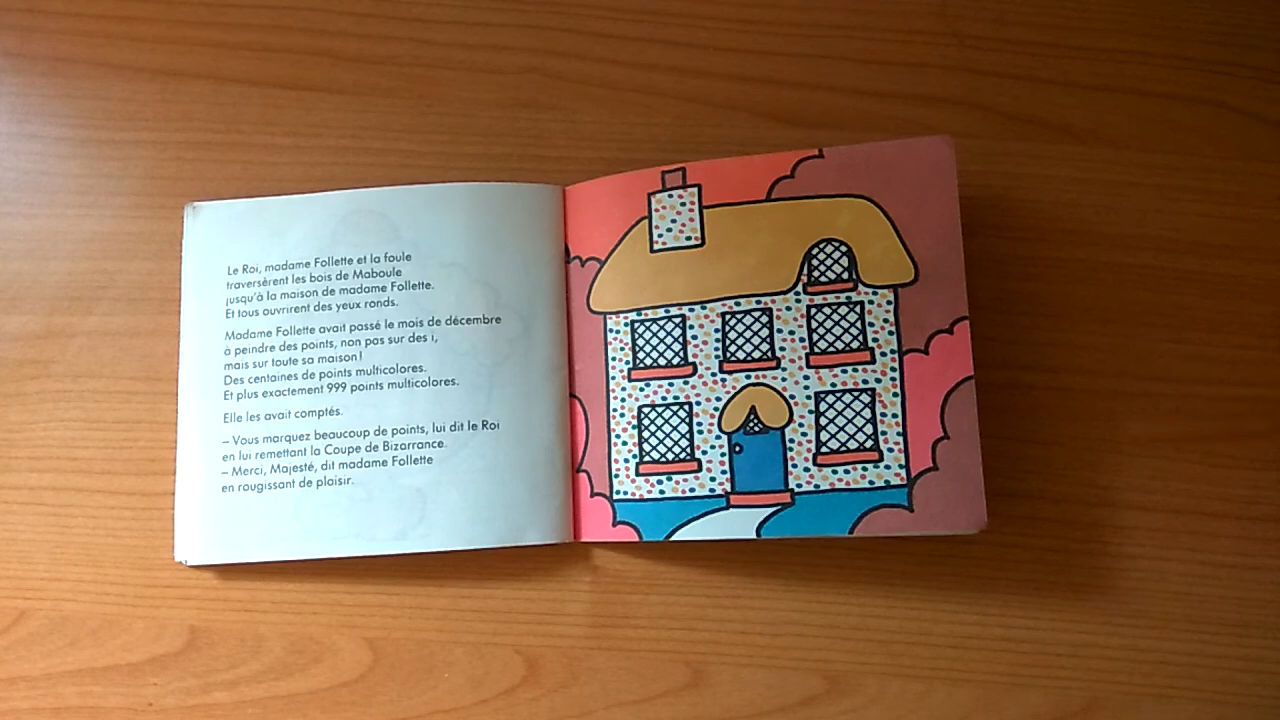 Le Roi, madame Follette et la foule
traversèrent les bois de Maboule
jusqu'à la maison de madame Follette.
Et tous ouvrirent des yeux ronds.
Madame Follette avait passé le mois de décembre
à peindre des points, non pas sur des i,
mais sur toute sa maison !
Des centaines de points multicolores.
Et plus exactement 999 points multicolores.
Elle les avait comptés.
– Vous marquez beaucoup de points, lui dit le Roi
en lui remettant la Coupe de Bizarrance.
– Merci, Majesté, dit madame Follette
en rougissant de plaisir.